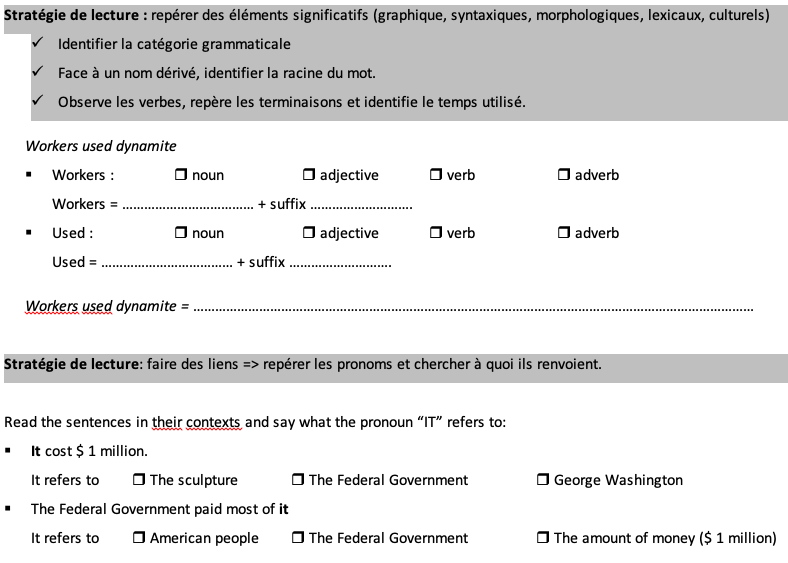 Stratégie de lecture : repérer des éléments significatifs (graphique, syntaxiques, morphologiques, lexicaux, culturels)
✓ Identifier la catégorie grammaticale
✓ Face à un nom dérivé, identifier la racine du mot.
✓ Observe les verbes, repère les terminaisons et identifie le temps utilisé.
Workers used dynamite
▪ Workers : ❒ noun ❒ adjective ❒ verb ❒ adverb
Workers = ……………………………… + suffix ……………………….
▪ Used : ❒ noun ❒ adjective ❒ verb ❒ adverb
Used = ……………………………… + suffix ……………………….
Workers used dynamite = ………………………………………………………………………………………………………………………………………
Stratégie de lecture: faire des liens => repérer les pronoms et chercher à quoi ils renvoient.
Read the sentences in their contexts and say what the pronoun “IT” refers to:
▪ It cost $ 1 million.
It refers to ❒ The sculpture ❒ The Federal Government ❒ George Washington
▪ The Federal Government paid most of it
It refers to ❒ American people ❒ The Federal Government ❒ The amount of money ($ 1 million)